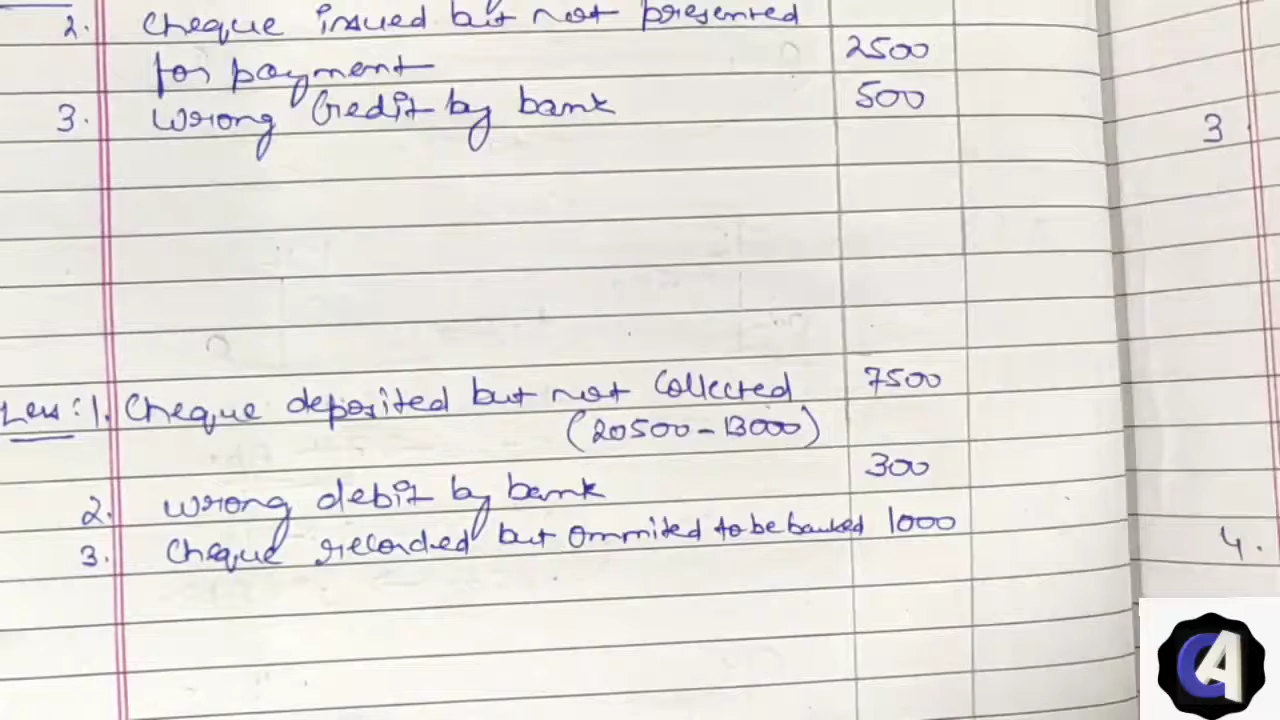 2. Cheque issued but not presented
for payment 2500
3. Wrong Credit by bank 500
3.
Less: 1. Cheque deposited but not Collected 7500
(20500-13000)
2. Wrong debit by bank 300
3. Cheque recorded but ommited to be banked 1000
4.
CA